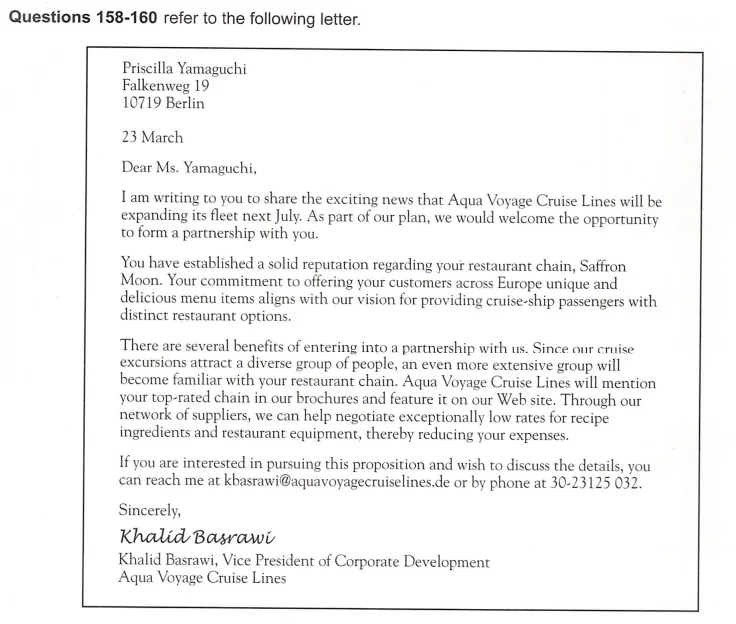 Questions 158-160 refer to the following letter.
Priscilla Yamaguchi
Falkenweg 19
10719 Berlin
23 March
Dear Ms. Yamaguchi,
I am writing to you to share the exciting news that Aqua Voyage Cruise Lines will be
expanding its fleet next July. As part of our plan, we would welcome the opportunity
to form a partnership with you.
You have established a solid reputation regarding your restaurant chain, Saffron
Moon. Your commitment to offering your customers across Europe unique and
delicious menu items aligns with our vision for providing cruise-ship passengers with
distinct restaurant options.
There are several benefits of entering into a partnership with us. Since our cruise
excursions attract a diverse group of people, an even more extensive group will
become familiar with your restaurant chain. Aqua Voyage Cruise Lines will mention
your top-rated chain in our brochures and feature it on our Web site. Through our
network of suppliers, we can help negotiate exceptionally low rates for recipe
ingredients and restaurant equipment, thereby reducing your expenses.
If you are interested in pursuing this proposition and wish to discuss the details, you
can reach me at kbasrawi@aquavoyagecruiselines.de or by phone at 30-23125 032.
Sincerely,
Khalid Basrawi
Khalid Basrawi, Vice President of Corporate Development
Aqua Voyage Cruise Lines